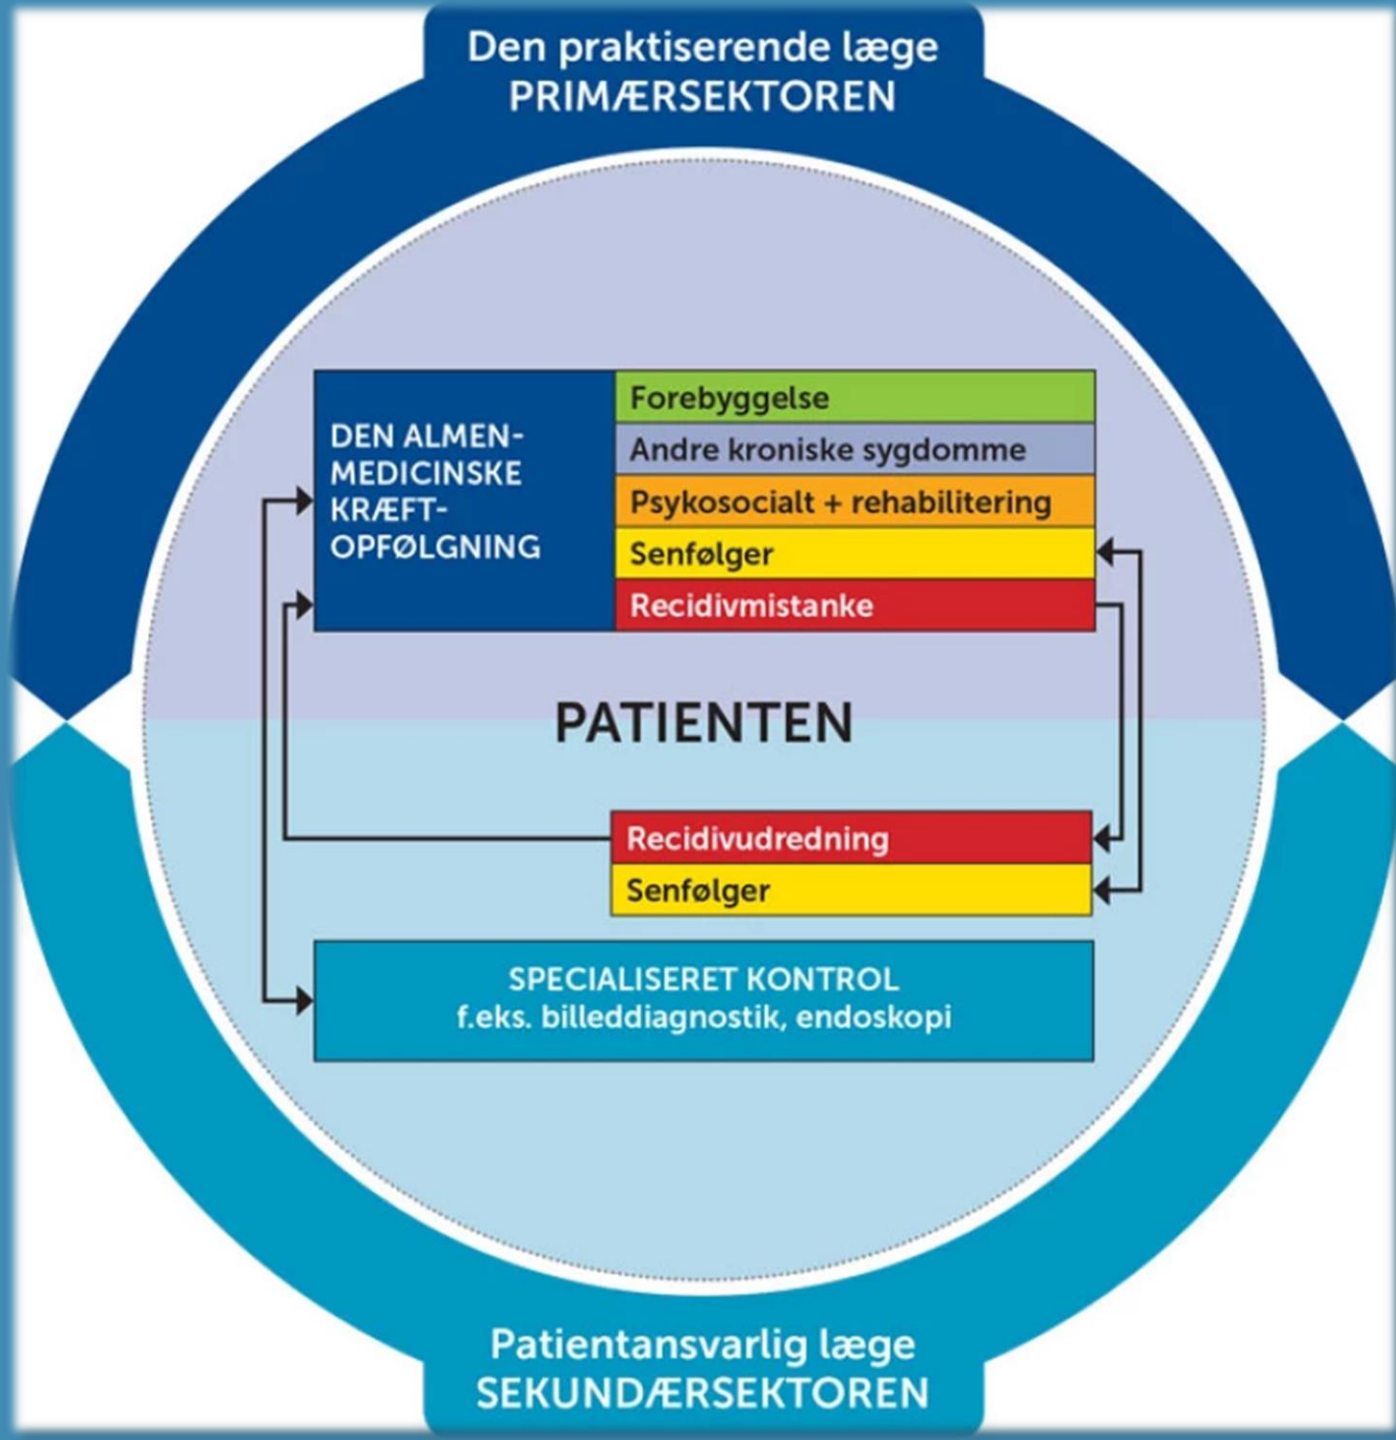 Den praktiserende læge
PRIMÆRSEKTOREN
DEN ALMEN-
MEDICINSKE
KRÆFT-
OPFØLGNING
Forebyggelse
Andre kroniske sygdomme
Psykosocialt + rehabilitering
Senfølger
Recidivmistanke
PATIENTEN
Recidivudredning
Senfølger
SPECIALISERET KONTROL
f.eks. billeddiagnostik, endoskopi
Patientansvarlig læge
SEKUNDÆRSEKTOREN